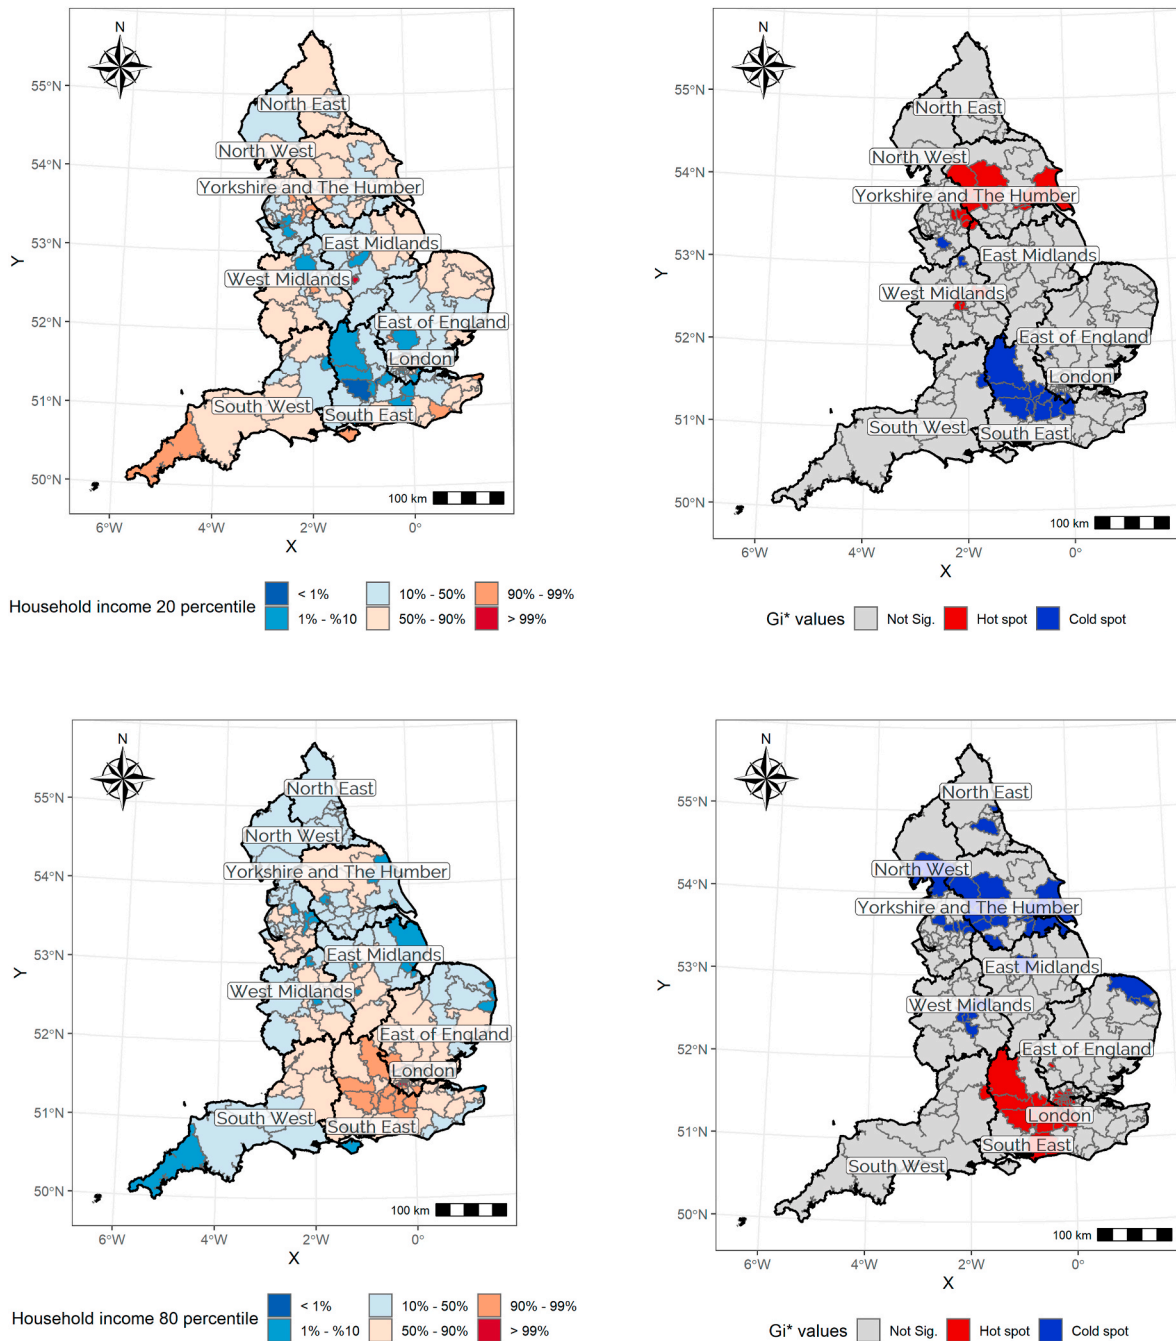 N
55°N
54°N
53°N
52°N
51°N
50°N
Y
North East
North West
Yorkshire and The Humber
East Midlands
West Midlands
East of England
London
South West
South East
100 km
6°W
4°W
2°W
0°
X
Household income 20 percentile
< 1%
10% - 50%
90% - 99%
1% - %10
50% - 90%
> 99%
N
55°N
54°N
53°N
52°N
51°N
50°N
Y
North East
North West
Yorkshire and The Humber
East Midlands
West Midlands
East of England
London
South West
South East
100 km
6°W
4°W
2°W
0°
X
Gi* values
Not Sig.
Hot spot
Cold spot
N
55°N
54°N
53°N
52°N
51°N
50°N
Y
North East
North West
Yorkshire and The Humber
East Midlands
West Midlands
East of England
London
South West
South East
100 km
6°W
4°W
2°W
0°
X
Household income 80 percentile
< 1%
10% - 50%
90% - 99%
1% - %10
50% - 90%
> 99%
N
55°N
54°N
53°N
52°N
51°N
50°N
Y
North East
North West
Yorkshire and The Humber
East Midlands
West Midlands
East of England
London
South East
South West
100 km
6°W
4°W
2°W
0°
X
Gi* values
Not Sig.
Hot spot
Cold spot